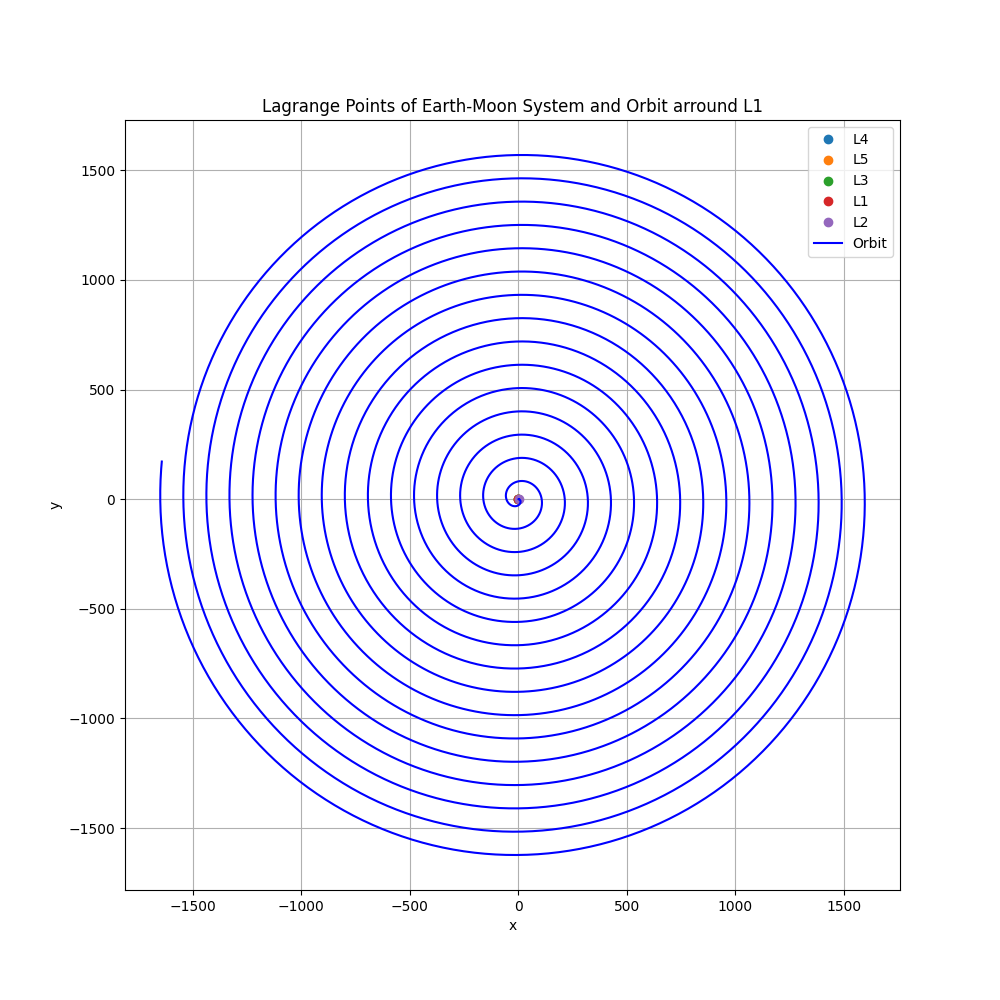 Lagrange Points of Earth-Moon System and Orbit arround L1
L4
L5
L3
L1
L2
Orbit
1500
1000
500
0
−500
−1000
−1500
y
−1500 −1000 −500 0 500 1000 1500
x